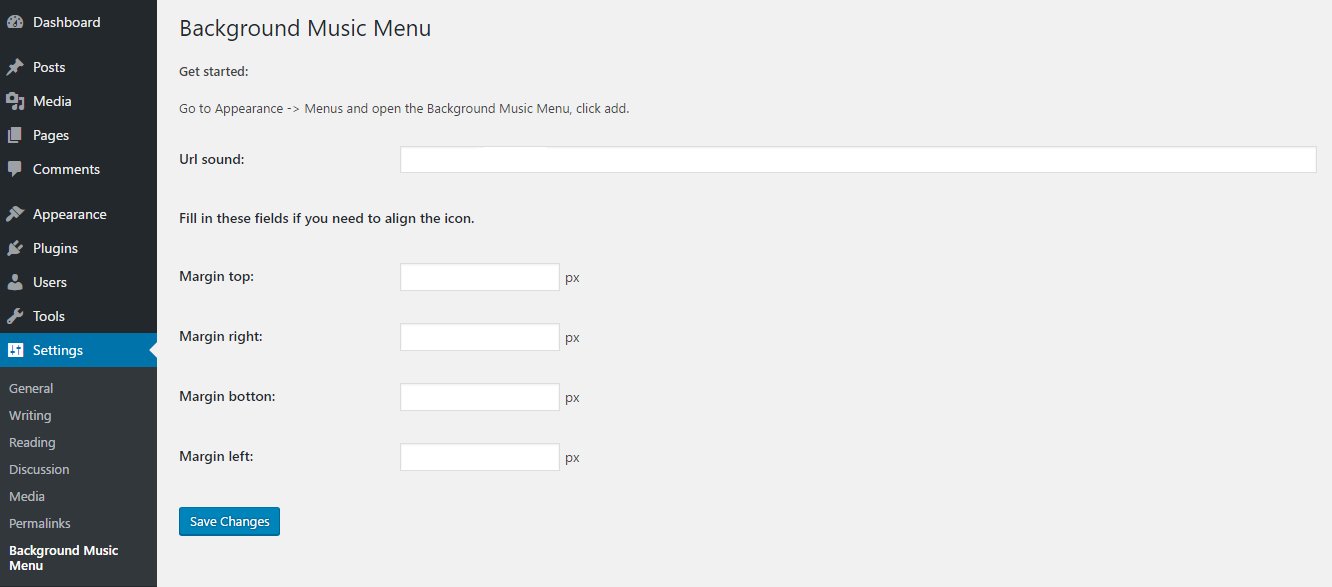 Dashboard
Posts
Media
Pages
Comments
Appearance
Plugins
Users
Tools
Settings
General
Writing
Reading
Discussion
Media
Permalinks
Background Music
Menu
Background Music Menu
Get started:
Go to Appearance -> Menus and open the Background Music Menu, click add.
Url sound:
Fill in these fields if you need to align the icon.
Margin top: px
Margin right: px
Margin botton: px
Margin left: px
Save Changes